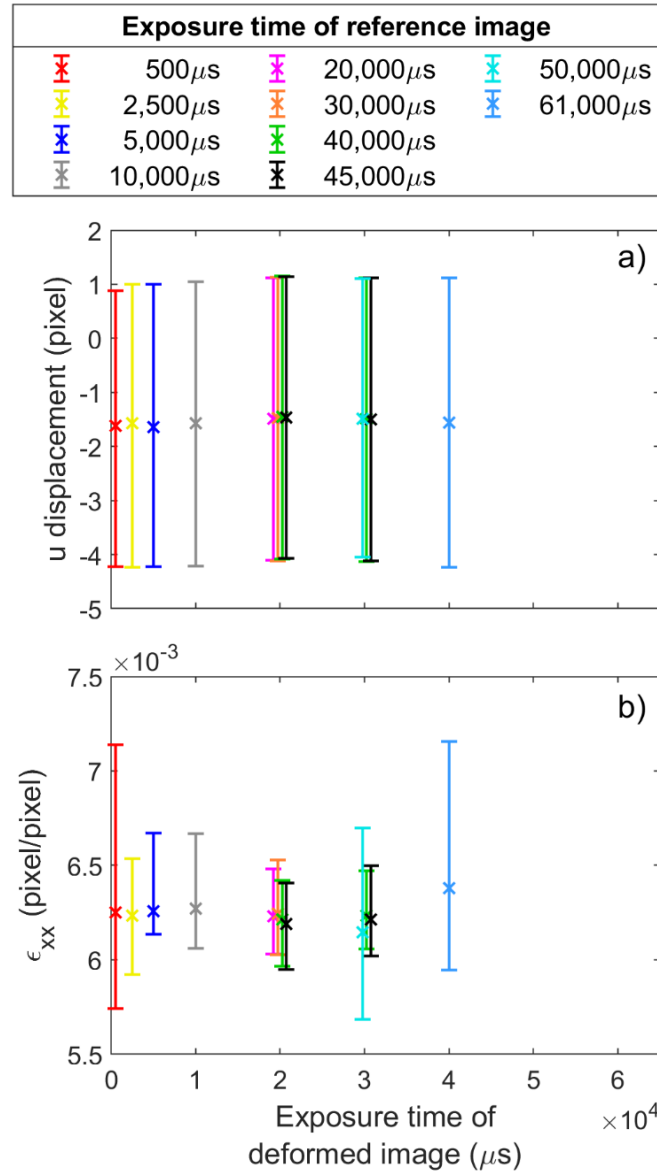 Exposure time of reference image
500μs 20,000μs 50,000μs
2,500μs 30,000μs 61,000μs
5,000μs 40,000μs
10,000μs 45,000μs
a)
2
1
0
-1
-2
-3
-4
-5
u displacement (pixel)
×10⁻³
b)
7.5
7
6.5
6
5.5
ϵxx (pixel/pixel)
0 1 2 3 4 5 6
×10⁴
Exposure time of
deformed image (μs)